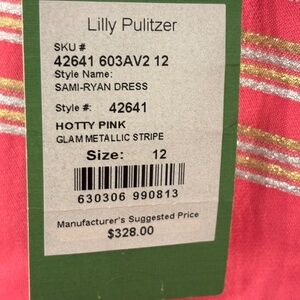 Lilly Pulitzer
SKU #
42641 603AV2 12
Style Name:
SAMI-RYAN DRESS
Style #: 42641
HOTTY PINK
GLAM METALLIC STRIPE
Size: 12
630306 990813
Manufacturer's Suggested Price
$328.00